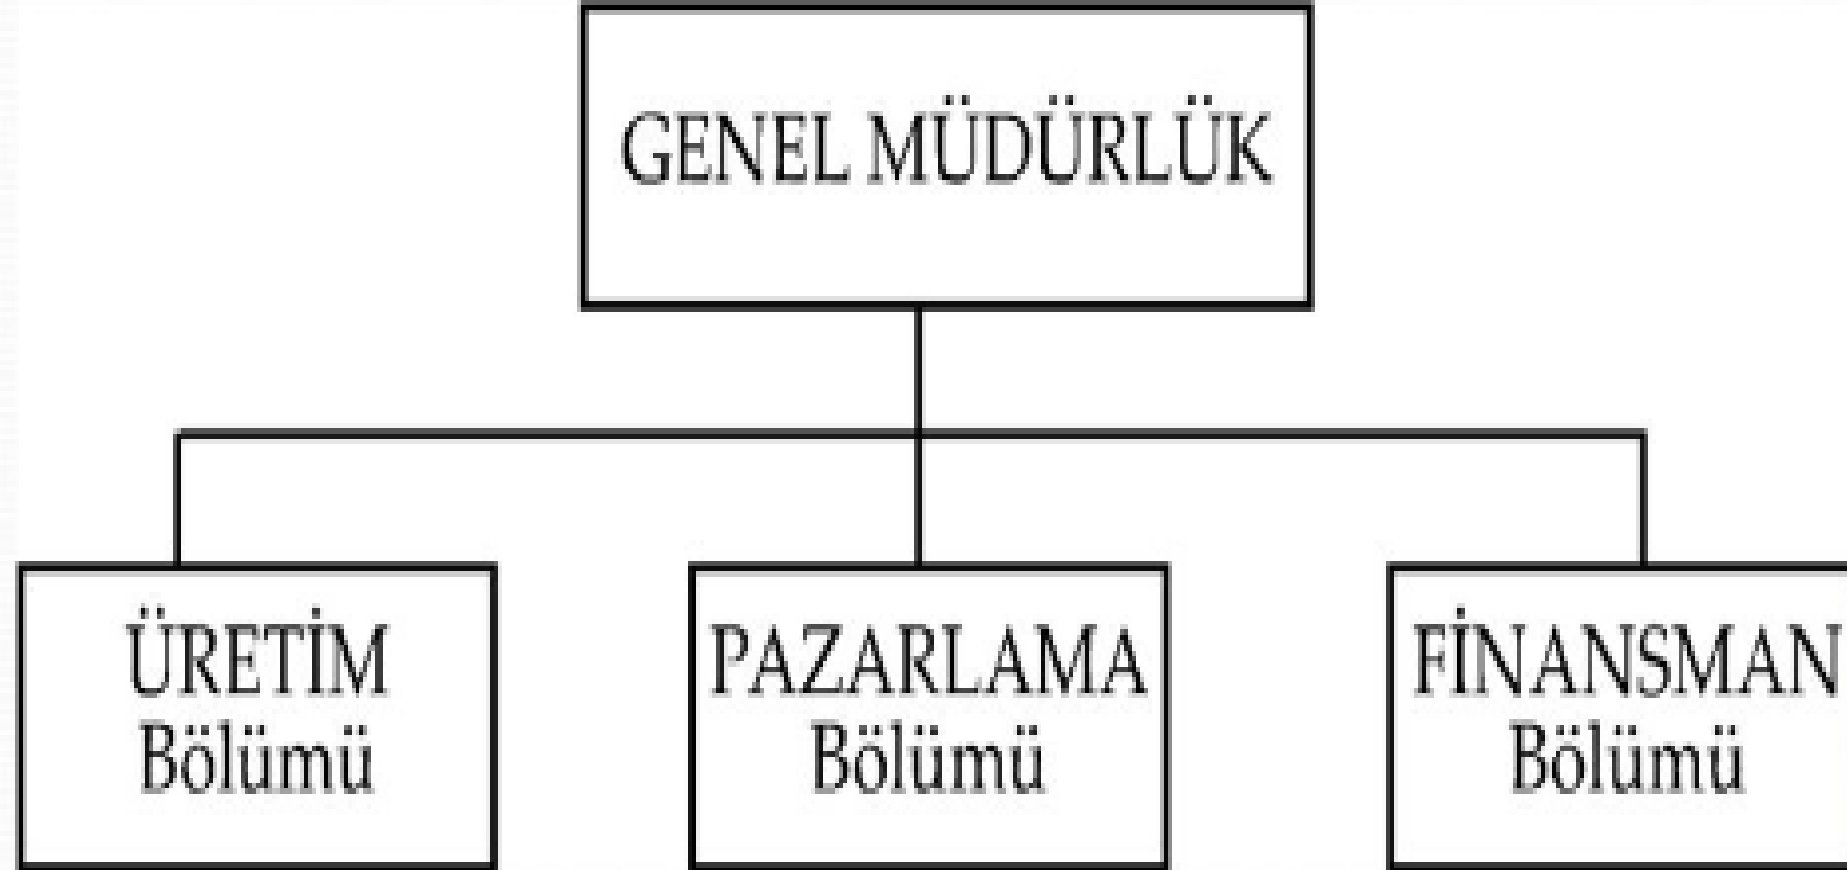 GENEL MÜDÜRLÜK
ÜRETİM
Bölümü
PAZARLAMA
Bölümü
FİNANSMAN
Bölümü